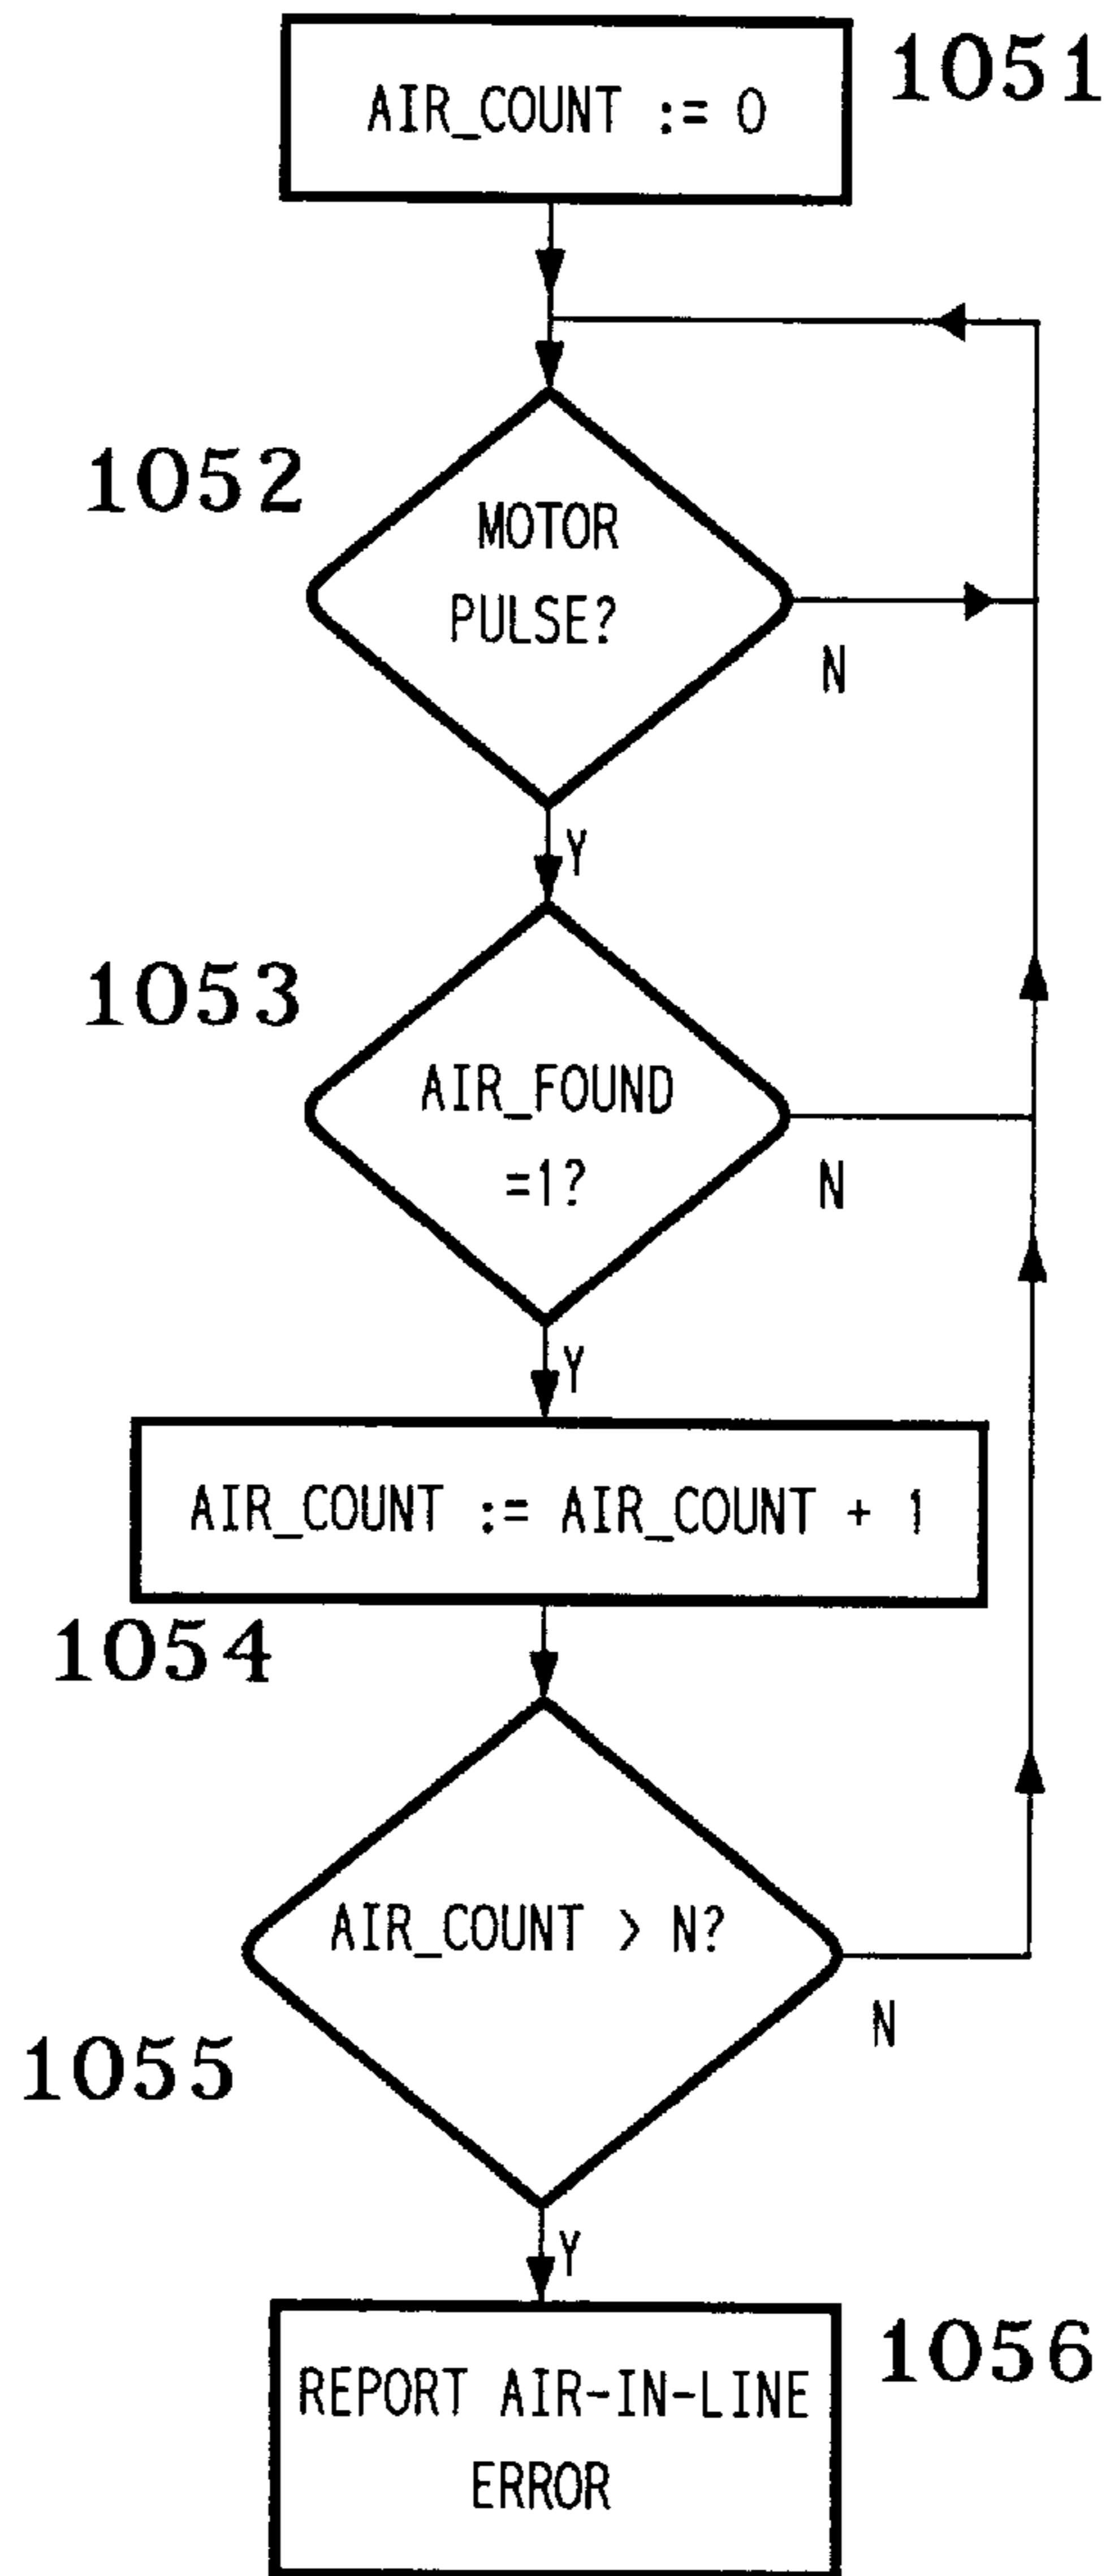 AIR_COUNT := 0
1051
1052
MOTOR
PULSE?
N
Y
1053
AIR_FOUND
=1?
N
Y
AIR_COUNT := AIR_COUNT + 1
1054
AIR_COUNT > N?
N
1055
Y
REPORT AIR-IN-LINE
ERROR
1056